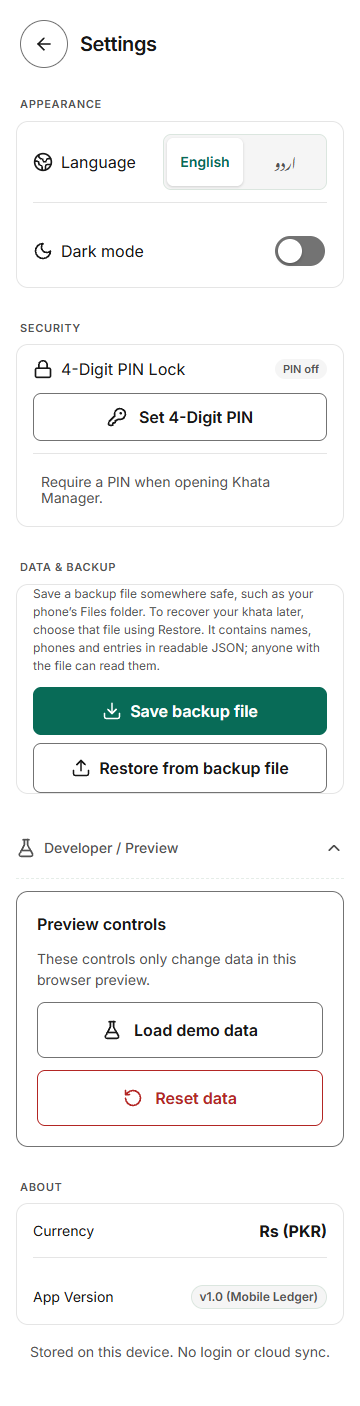 Settings
APPEARANCE
Language
English
اردو
Dark mode
SECURITY
4-Digit PIN Lock
PIN off
Set 4-Digit PIN
Require a PIN when opening Khata
Manager.
DATA & BACKUP
Save a backup file somewhere safe, such as your
phone's Files folder. To recover your khata later,
choose that file using Restore. It contains names,
phones and entries in readable JSON; anyone with
the file can read them.
Save backup file
Restore from backup file
Developer / Preview
Preview controls
These controls only change data in this
browser preview.
Load demo data
Reset data
ABOUT
Currency
Rs (PKR)
App Version
v1.0 (Mobile Ledger)
Stored on this device. No login or cloud sync.